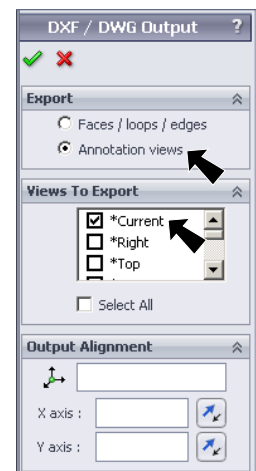 DXF / DWG Output ?
Export
Faces / loops / edges
Annotation views
Views To Export
*Current
*Right
*Top
Select All
Output Alignment
X axis :
Y axis :